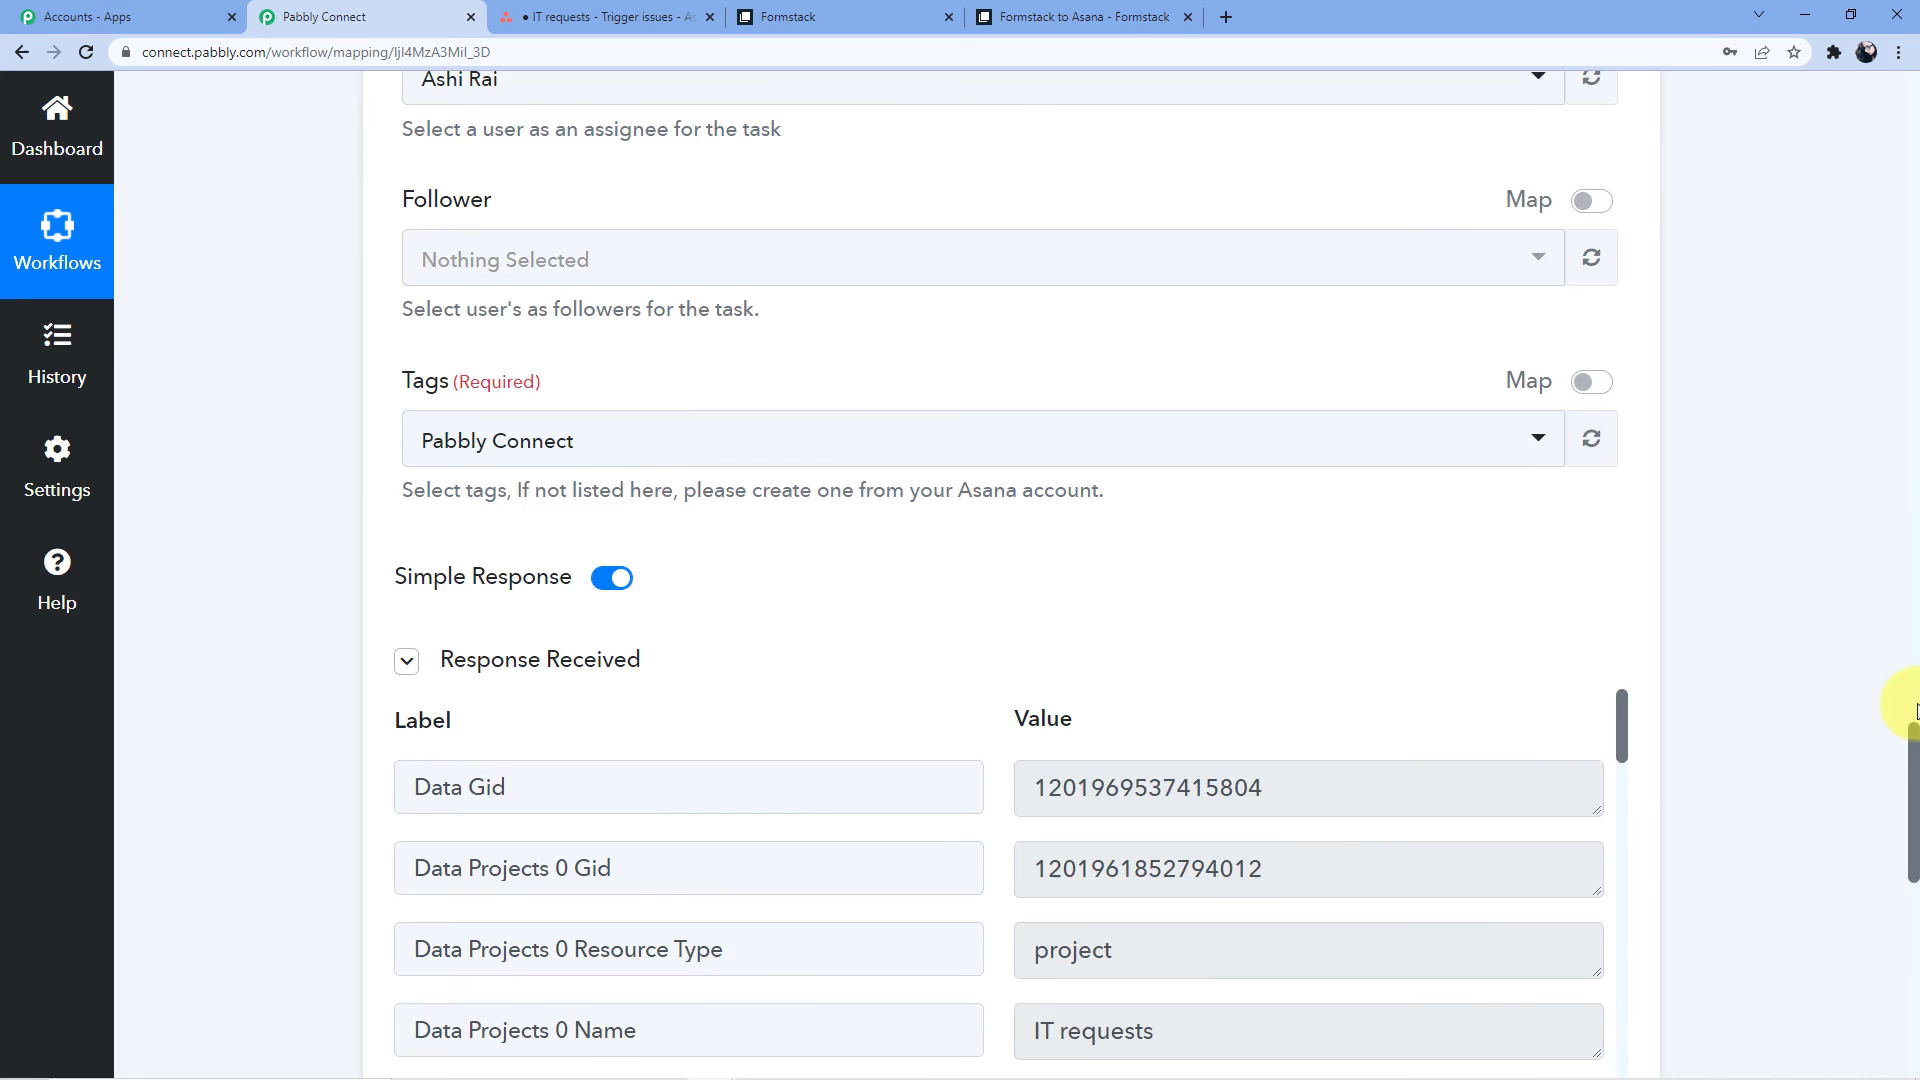 Accounts - Apps
Pabbly Connect
• IT requests - Trigger issues - As
Formstack
Formstack to Asana - Formstack
connect.pabbly.com/workflow/mapping/IjI4MzA3MiI_3D
Ashi Rai
Select a user as an assignee for the task
Dashboard
Follower
Map
Nothing Selected
Workflows
Select user's as followers for the task.
History
Tags (Required)
Map
Pabbly Connect
Settings
Select tags, If not listed here, please create one from your Asana account.
Simple Response
Help
Response Received
Label
Value
Data Gid
1201969537415804
Data Projects 0 Gid
1201961852794012
Data Projects 0 Resource Type
project
Data Projects 0 Name
IT requests